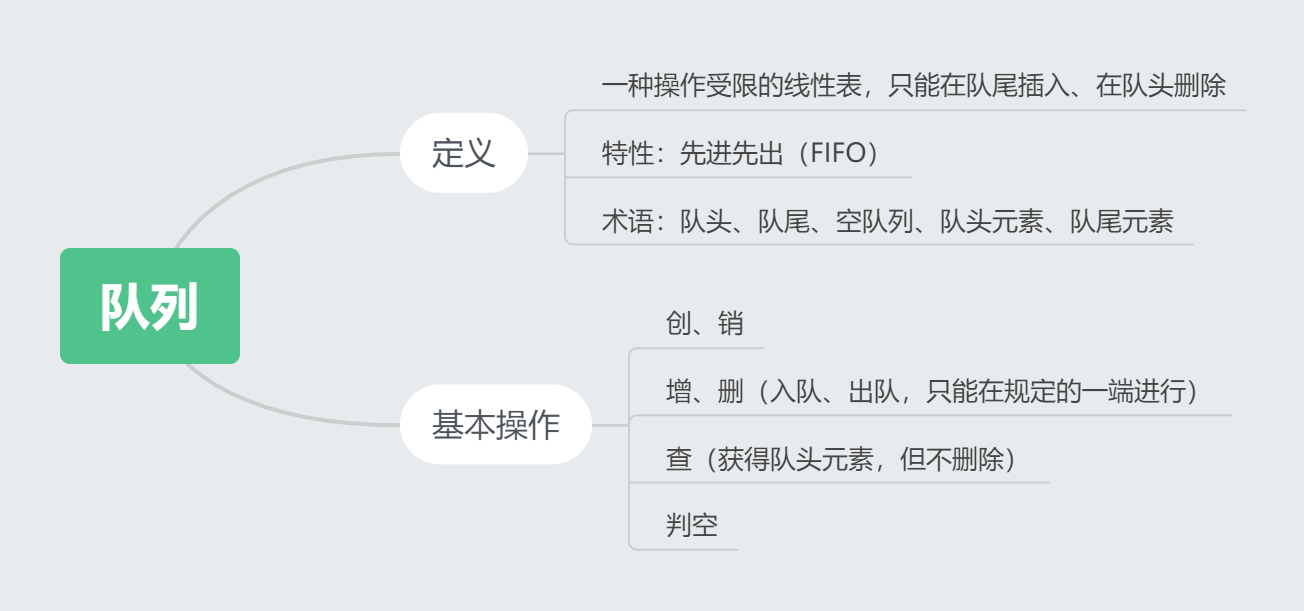 队列
定义
一种操作受限的线性表，只能在队尾插入、在队头删除
特性：先进先出（FIFO）
术语：队头、队尾、空队列、队头元素、队尾元素
基本操作
创、销
增、删（入队、出队，只能在规定的一端进行）
查（获得队头元素，但不删除）
判空